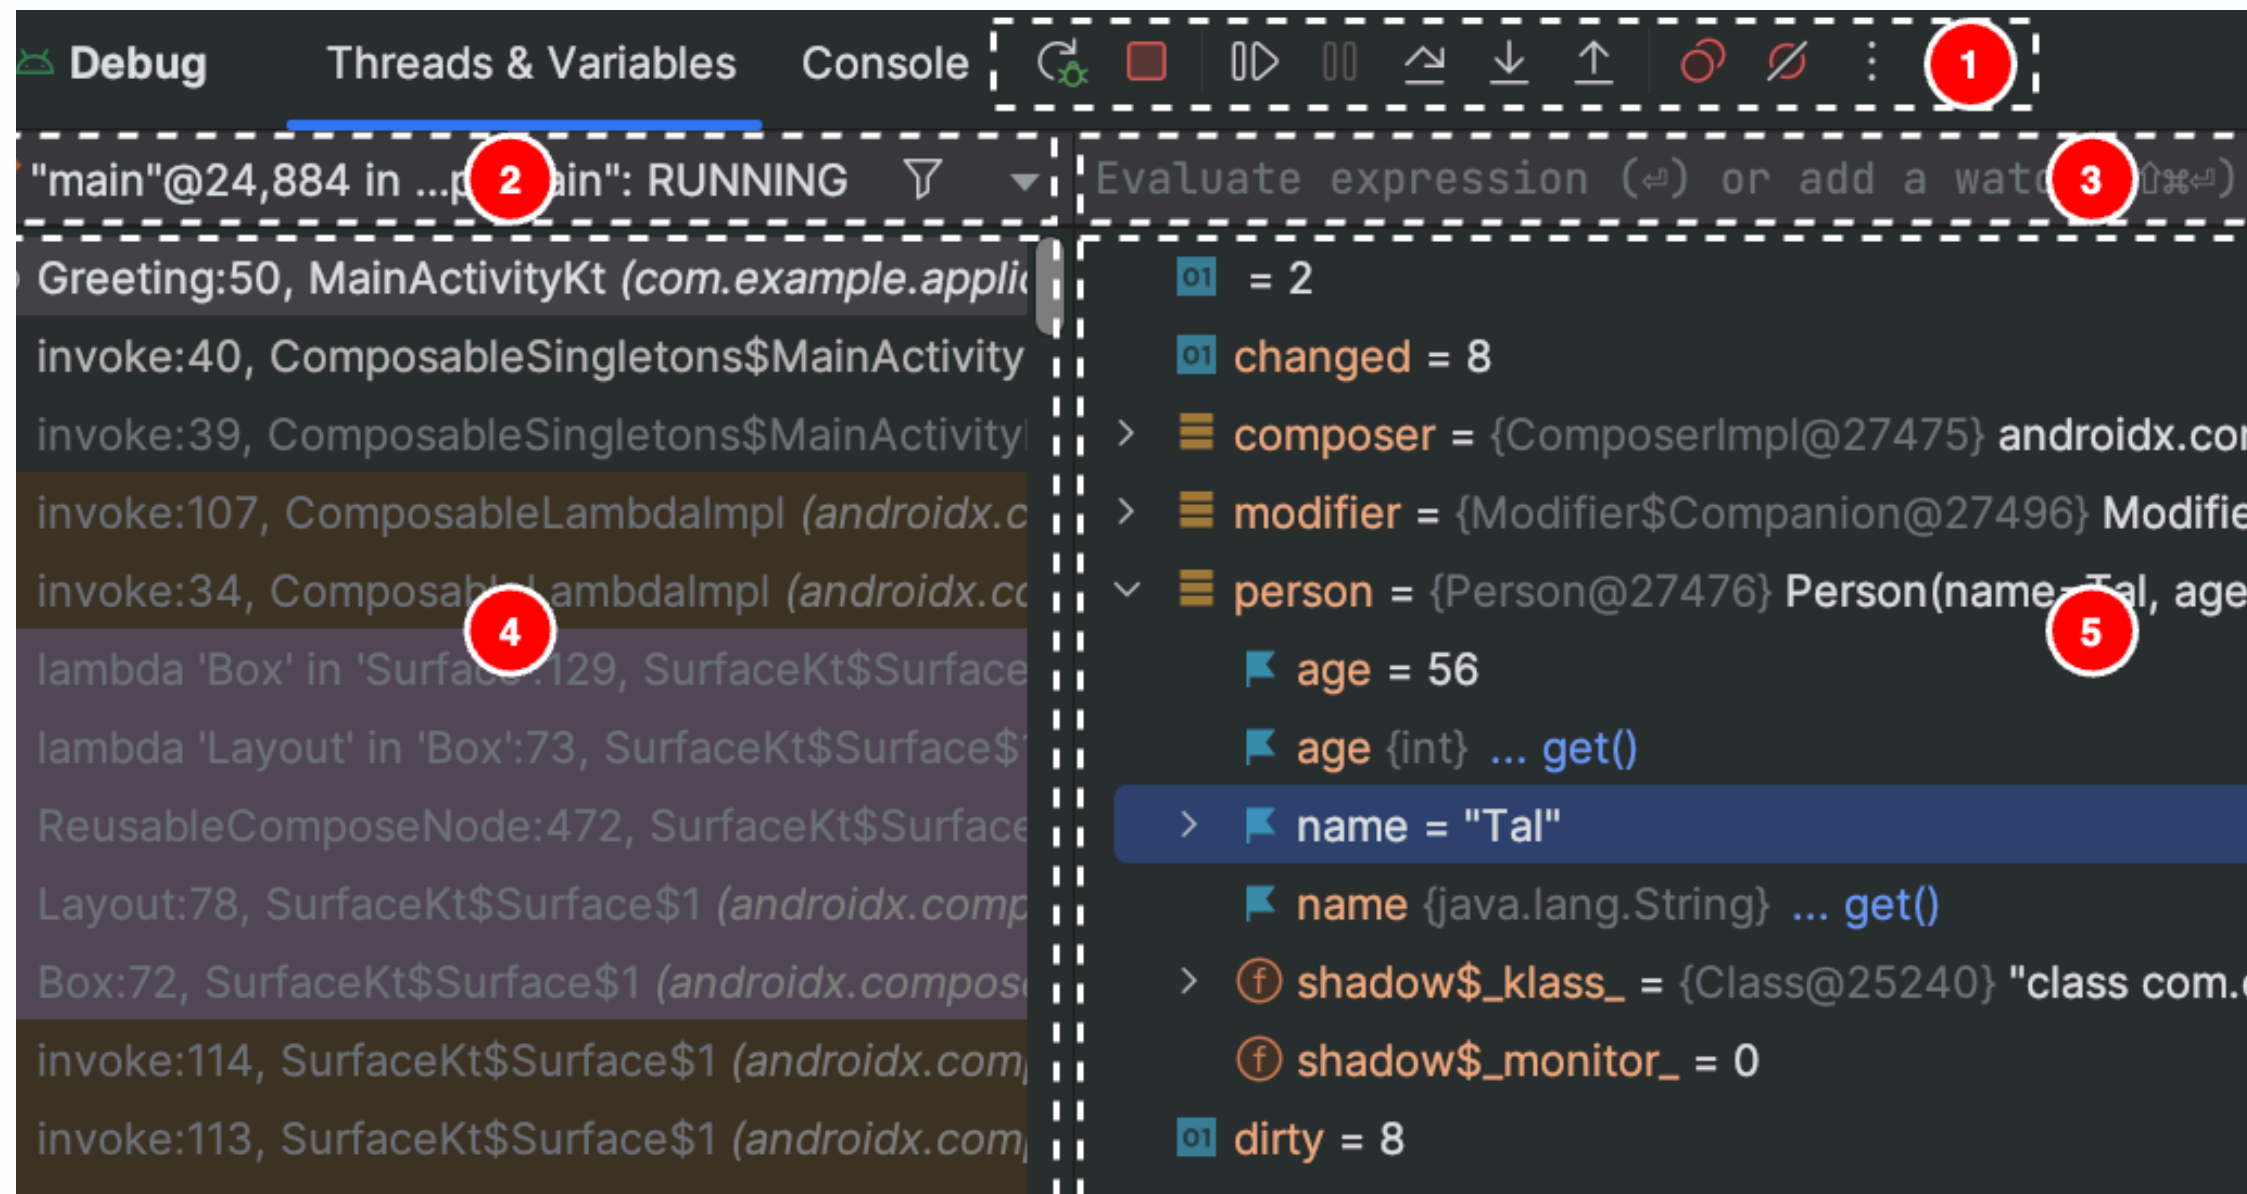 Debug Threads & Variables Console 1
"main"@24,884 in ...p 2 ain": RUNNING
Evaluate expression (⏎) or add a watc 3 ⇧⌘⏎)
Greeting:50, MainActivityKt (com.example.applic
invoke:40, ComposableSingletons$MainActivity
invoke:39, ComposableSingletons$MainActivity
invoke:107, ComposableLambdaImpl (androidx.c
invoke:34, Composab LambdaImpl (androidx.co
4
lambda 'Box' in 'Surface':129, SurfaceKt$Surface
lambda 'Layout' in 'Box':73, SurfaceKt$Surface$1
ReusableComposeNode:472, SurfaceKt$Surface
Layout:78, SurfaceKt$Surface$1 (androidx.comp
Box:72, SurfaceKt$Surface$1 (androidx.compos
invoke:114, SurfaceKt$Surface$1 (androidx.com
invoke:113, SurfaceKt$Surface$1 (androidx.com
01 = 2
01 changed = 8
composer = {ComposerImpl@27475} androidx.com
modifier = {Modifier$Companion@27496} Modifie
person = {Person@27476} Person(name=Tal, age
5
age = 56
age {int} ... get()
name = "Tal"
name {java.lang.String} ... get()
f shadow$_klass_ = {Class@25240} "class com.
f shadow$_monitor_ = 0
01 dirty = 8